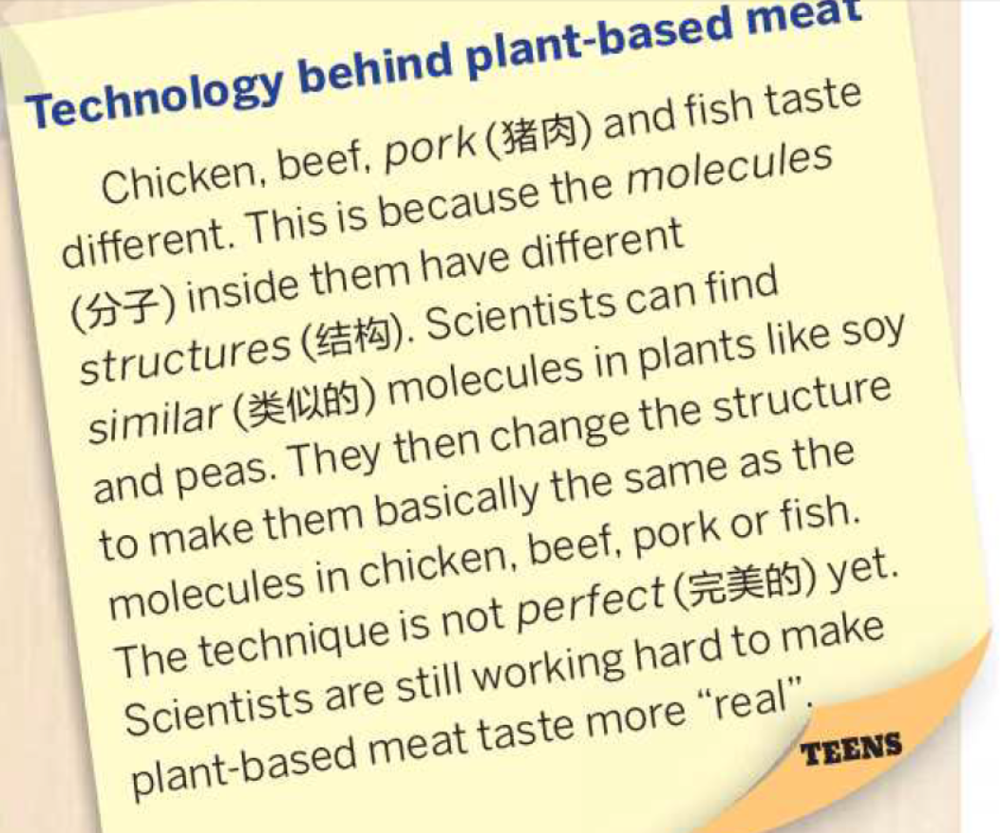 Technology behind plant-based meat
Chicken, beef, pork (猪肉) and fish taste
different. This is because the molecules
(分子) inside them have different
structures (结构). Scientists can find
similar (类似的) molecules in plants like soy
and peas. They then change the structure
to make them basically the same as the
molecules in chicken, beef, pork or fish.
The technique is not perfect (完美的) yet.
Scientists are still working hard to make
plant-based meat taste more “real”.
TEENS